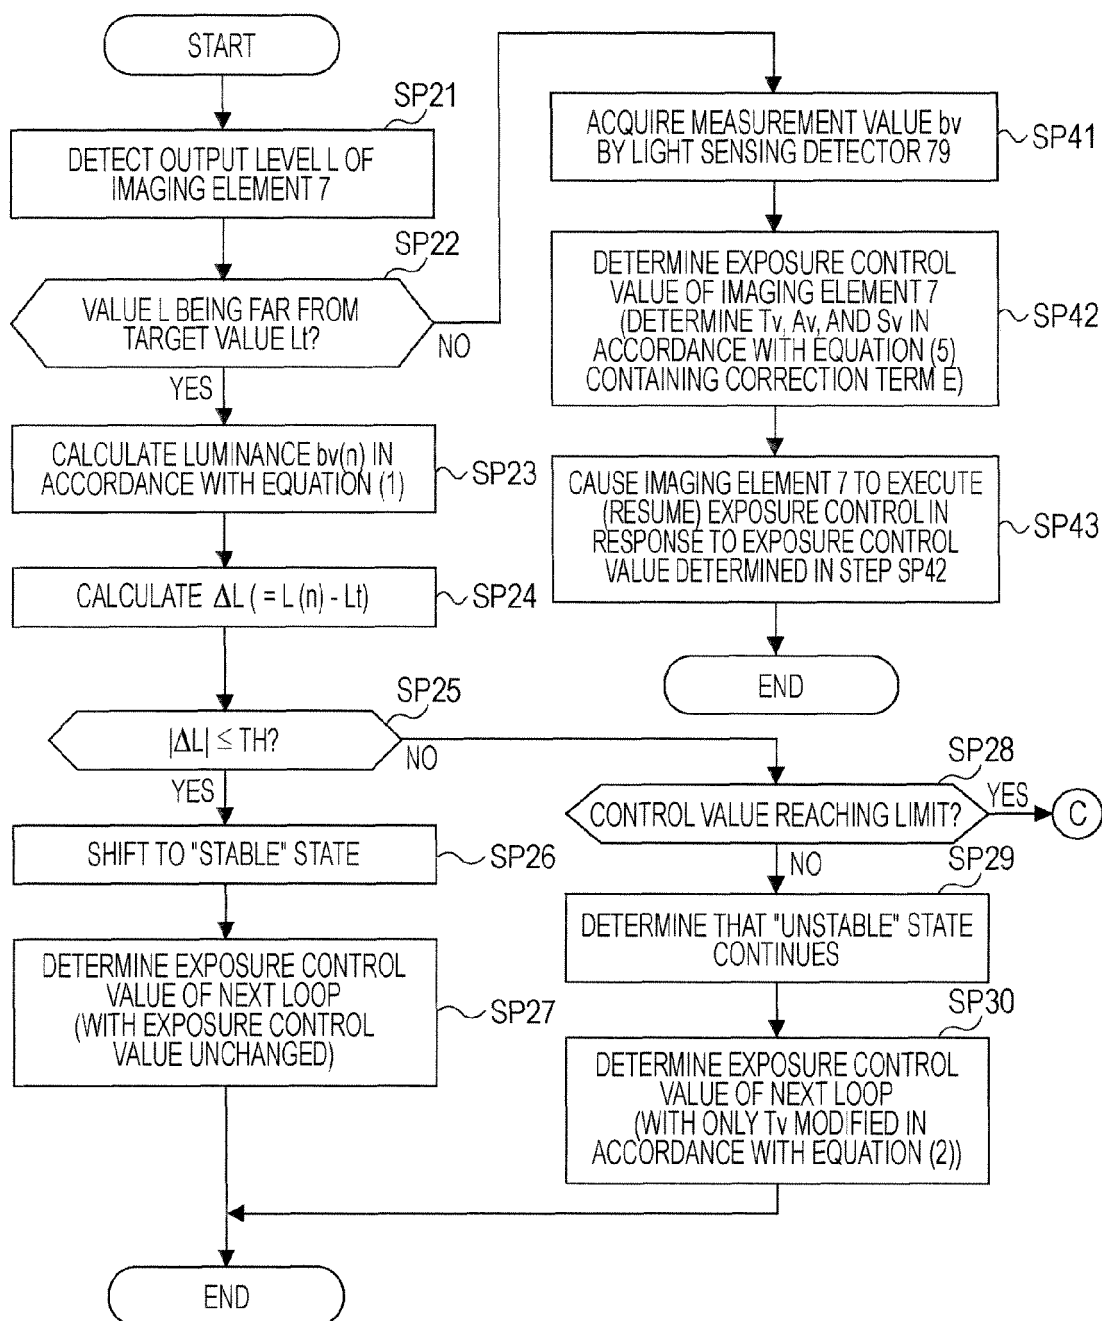 START
SP21
DETECT OUTPUT LEVEL L OF
IMAGING ELEMENT 7
SP22
VALUE L BEING FAR FROM
TARGET VALUE Lt?
NO
YES
CALCULATE LUMINANCE bv(n) IN
ACCORDANCE WITH EQUATION (1)
SP23
CALCULATE ΔL ( = L (n) - Lt)
SP24
SP25
|ΔL| ≤ TH?
NO
YES
SHIFT TO "STABLE" STATE
SP26
DETERMINE EXPOSURE CONTROL
VALUE OF NEXT LOOP
(WITH EXPOSURE CONTROL
VALUE UNCHANGED)
SP27
END
ACQUIRE MEASUREMENT VALUE bv
BY LIGHT SENSING DETECTOR 79
SP41
DETERMINE EXPOSURE CONTROL
VALUE OF IMAGING ELEMENT 7
(DETERMINE Tv, Av, AND Sv IN
ACCORDANCE WITH EQUATION (5)
CONTAINING CORRECTION TERM E)
SP42
CAUSE IMAGING ELEMENT 7 TO EXECUTE
(RESUME) EXPOSURE CONTROL IN
RESPONSE TO EXPOSURE CONTROL
VALUE DETERMINED IN STEP SP42
SP43
END
SP28
CONTROL VALUE REACHING LIMIT?
YES
C
NO
SP29
DETERMINE THAT "UNSTABLE" STATE
CONTINUES
SP30
DETERMINE EXPOSURE CONTROL
VALUE OF NEXT LOOP
(WITH ONLY Tv MODIFIED IN
ACCORDANCE WITH EQUATION (2))